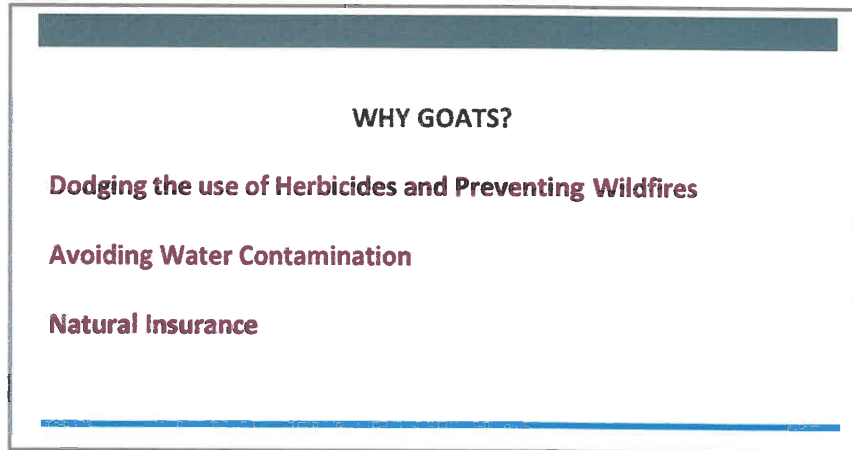 WHY GOATS?
Dodging the use of Herbicides and Preventing Wildfires
Avoiding Water Contamination
Natural Insurance